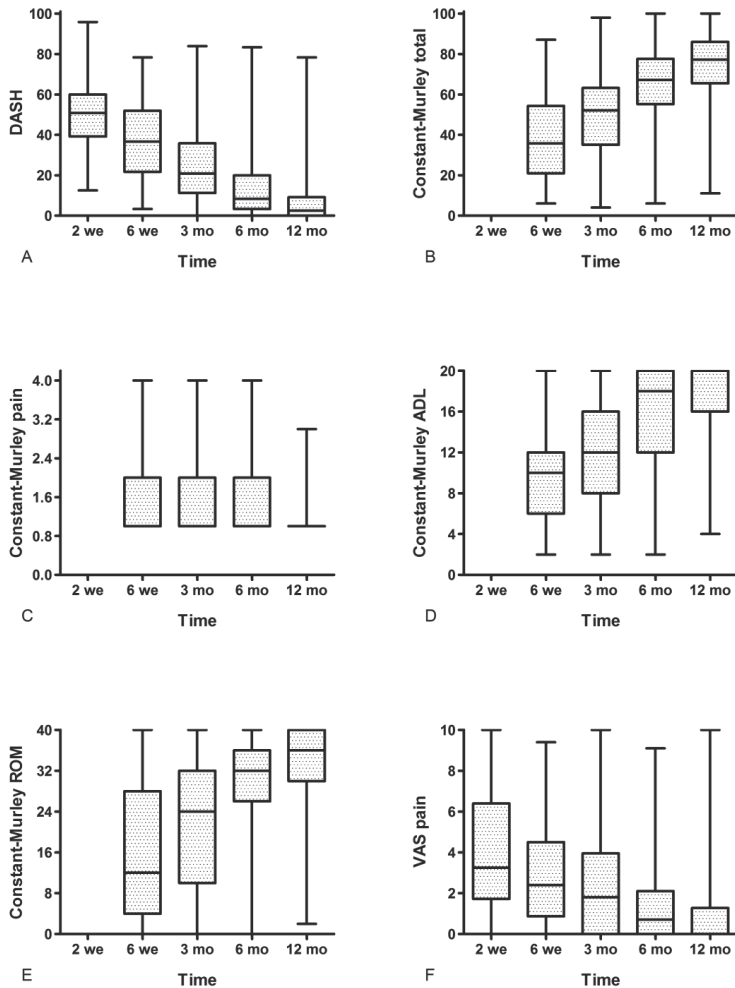 DASH
100
80
60
40
20
0
2 we 6 we 3 mo 6 mo 12 mo
Time
A
Constant-Murley total
100
80
60
40
20
0
2 we 6 we 3 mo 6 mo 12 mo
Time
B
Constant-Murley pain
4.0
3.2
2.4
1.6
0.8
0.0
2 we 6 we 3 mo 6 mo 12 mo
Time
C
Constant-Murley ADL
20
16
12
8
4
0
2 we 6 we 3 mo 6 mo 12 mo
Time
D
Constant-Murley ROM
40
32
24
16
8
0
2 we 6 we 3 mo 6 mo 12 mo
Time
E
VAS pain
10
8
6
4
2
0
2 we 6 we 3 mo 6 mo 12 mo
Time
F